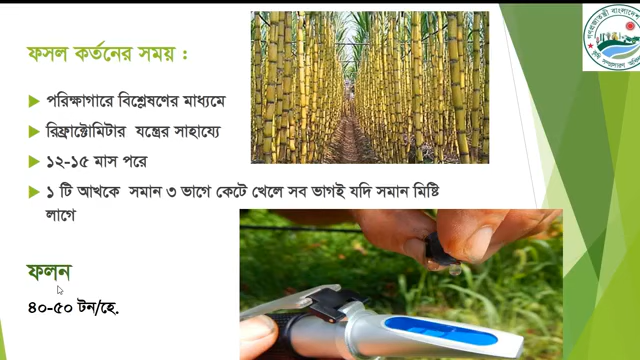 ফসল কর্তনের সময় :
পরিক্ষাগারে বিশ্লেষণের মাধ্যমে
রিফ্রাক্টোমিটার যন্ত্রের সাহায্যে
১২-১৫ মাস পরে
১ টি আখকে সমান ৩ ভাগে কেটে খেলে সব ভাগই যদি সমান মিষ্টি
লাগে
ফলন
৪০-৫০ টন/হে.